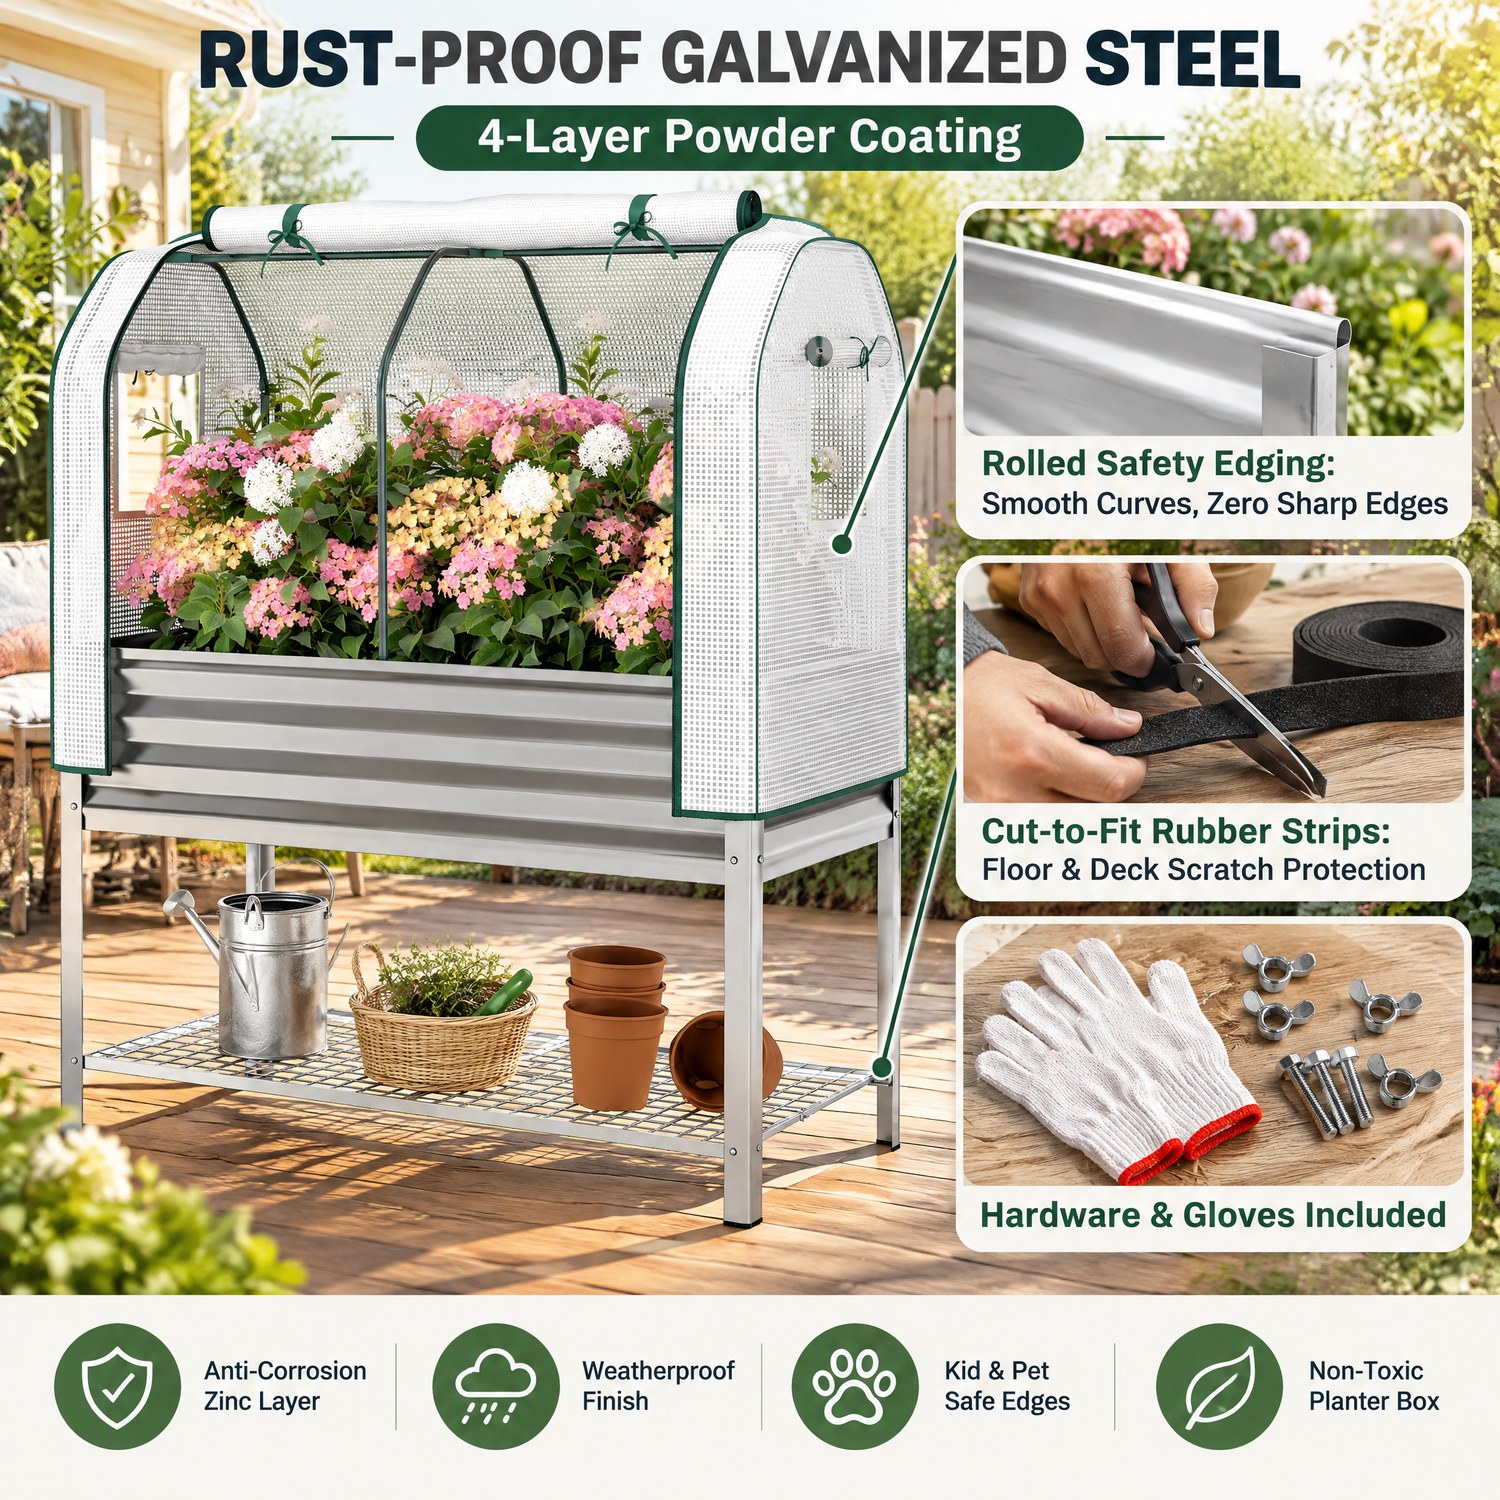 RUST-PROOF GALVANIZED STEEL
4-Layer Powder Coating
Rolled Safety Edging:
Smooth Curves, Zero Sharp Edges
Cut-to-Fit Rubber Strips:
Floor & Deck Scratch Protection
Hardware & Gloves Included
Anti-Corrosion
Zinc Layer
Weatherproof
Finish
Kid & Pet
Safe Edges
Non-Toxic
Planter Box